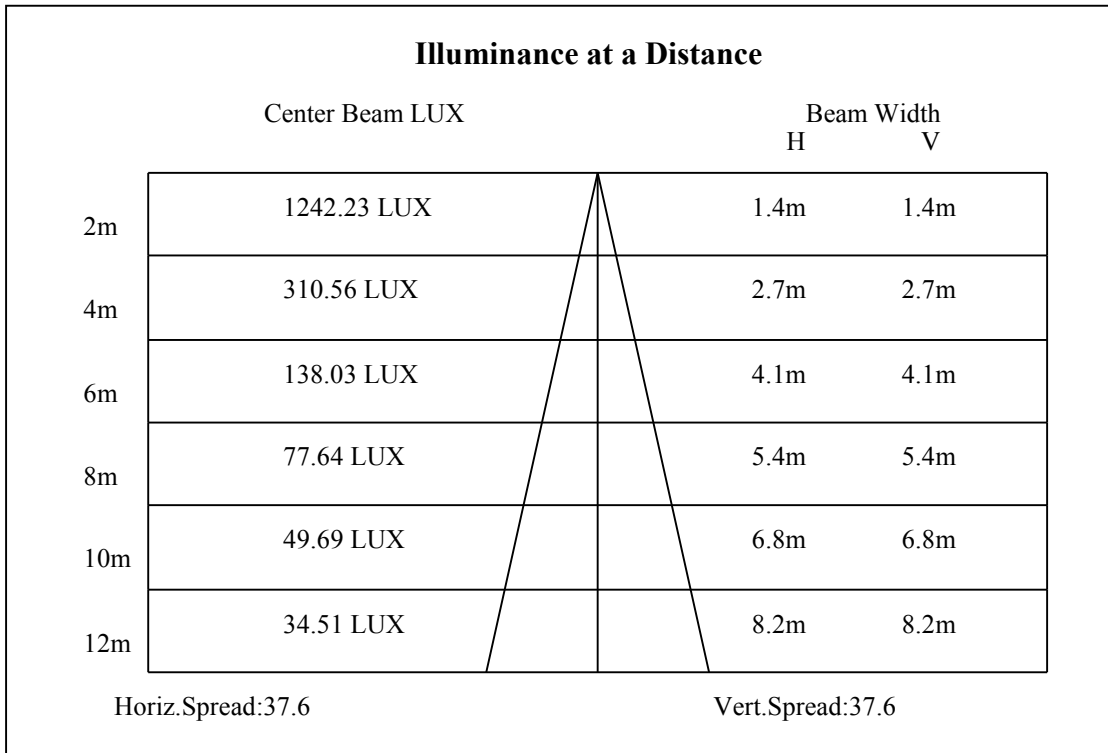 Illuminance at a Distance
Center Beam LUX Beam Width
H V
2m 1242.23 LUX 1.4m 1.4m
4m 310.56 LUX 2.7m 2.7m
6m 138.03 LUX 4.1m 4.1m
8m 77.64 LUX 5.4m 5.4m
10m 49.69 LUX 6.8m 6.8m
12m 34.51 LUX 8.2m 8.2m
Horiz.Spread:37.6 Vert.Spread:37.6